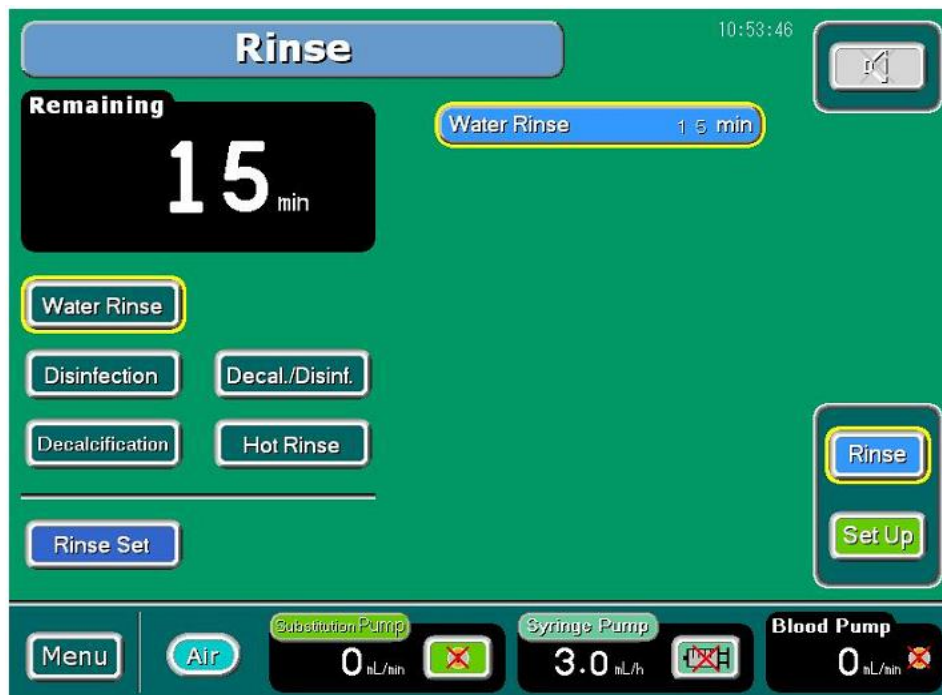 Rinse
10:53:46
Remaining
15 min
Water Rinse 15 min
Water Rinse
Disinfection
Decal./Disinf.
Decalcification
Hot Rinse
Rinse
Rinse Set
Set Up
Menu
Air
Substitution Pump
0 mL/min
Syringe Pump
3.0 mL/h
Blood Pump
0 mL/min